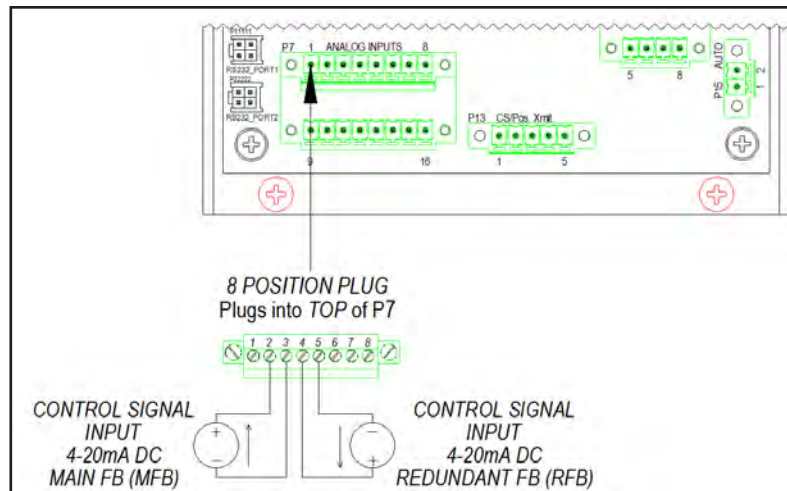 P7 1 ANALOG INPUTS 8
RS232_PORT1
RS232_PORT2
9 16
P13 CS/Pos. Xmit
1 5
5 8
AUTO
P15
1 2
8 POSITION PLUG
Plugs into TOP of P7
1 2 3 4 5 6 7 8
CONTROL SIGNAL
INPUT
4-20mA DC
MAIN FB (MFB)
+
−
CONTROL SIGNAL
INPUT
4-20mA DC
REDUNDANT FB (RFB)
−
+